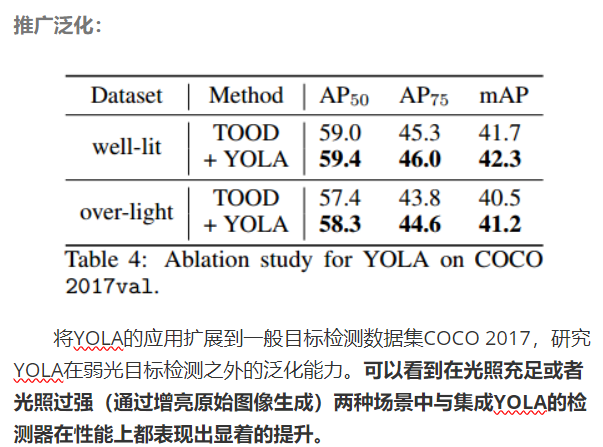 推广泛化：
Dataset Method AP50 AP75 mAP
well-lit TOOD 59.0 45.3 41.7
+ YOLA 59.4 46.0 42.3
over-light TOOD 57.4 43.8 40.5
+ YOLA 58.3 44.6 41.2
Table 4: Ablation study for YOLA on COCO
2017val.
将YOLA的应用扩展到一般目标检测数据集COCO 2017，研究
YOLA在弱光目标检测之外的泛化能力。可以看到在光照充足或者
光照过强（通过增亮原始图像生成）两种场景中与集成YOLA的检
测器在性能上都表现出显着的提升。